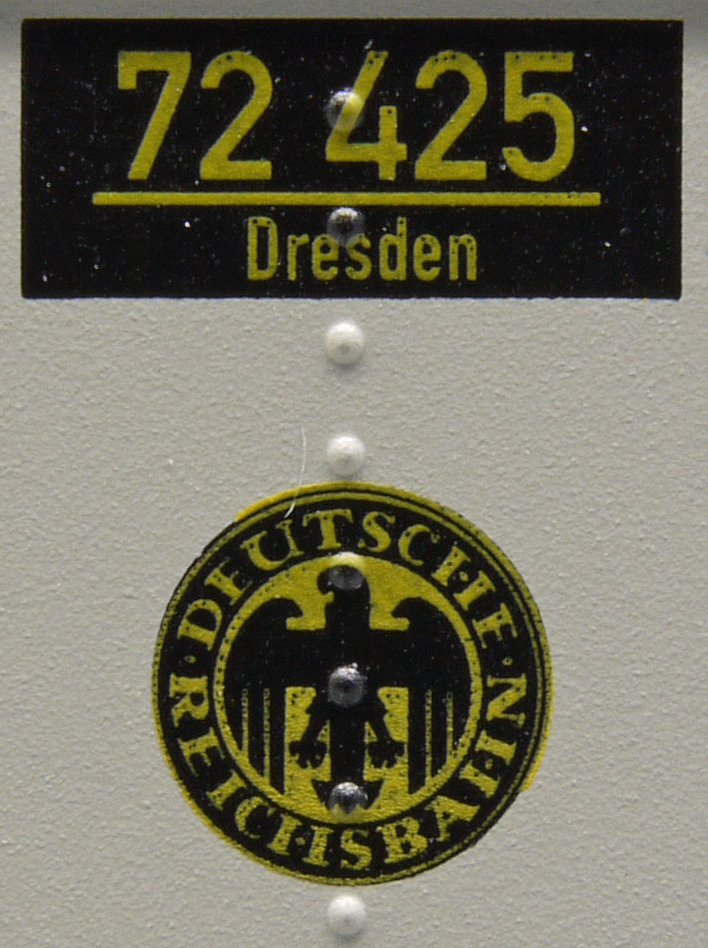 72 425
Dresden
DEUTSCHE
REICHSBAHN